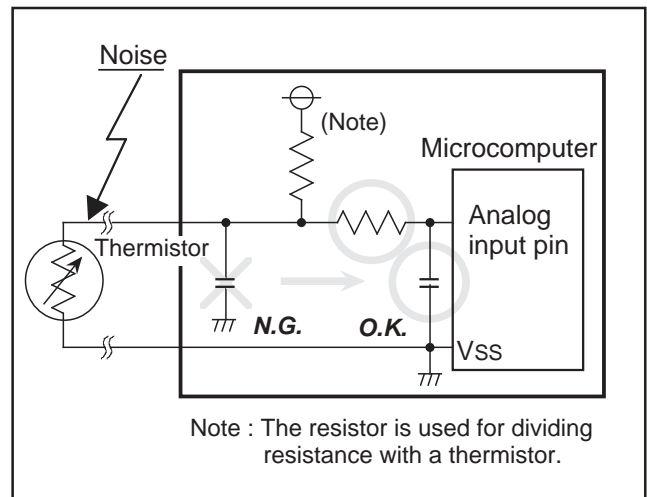 Noise
(Note)
Microcomputer
Analog
input pin
Thermistor
N.G.
O.K.
VSS
Note : The resistor is used for dividing
resistance with a thermistor.